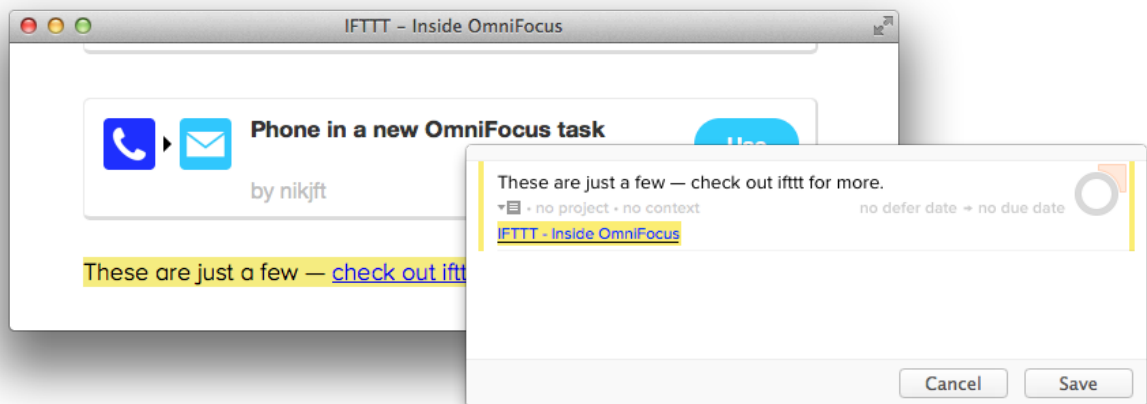 IFTTT – Inside OmniFocus
Phone in a new OmniFocus task
by nikjft
Use
These are just a few — check out iftt
These are just a few — check out ifttt for more.
• no project • no context
no defer date → no due date
IFTTT - Inside OmniFocus
Cancel
Save